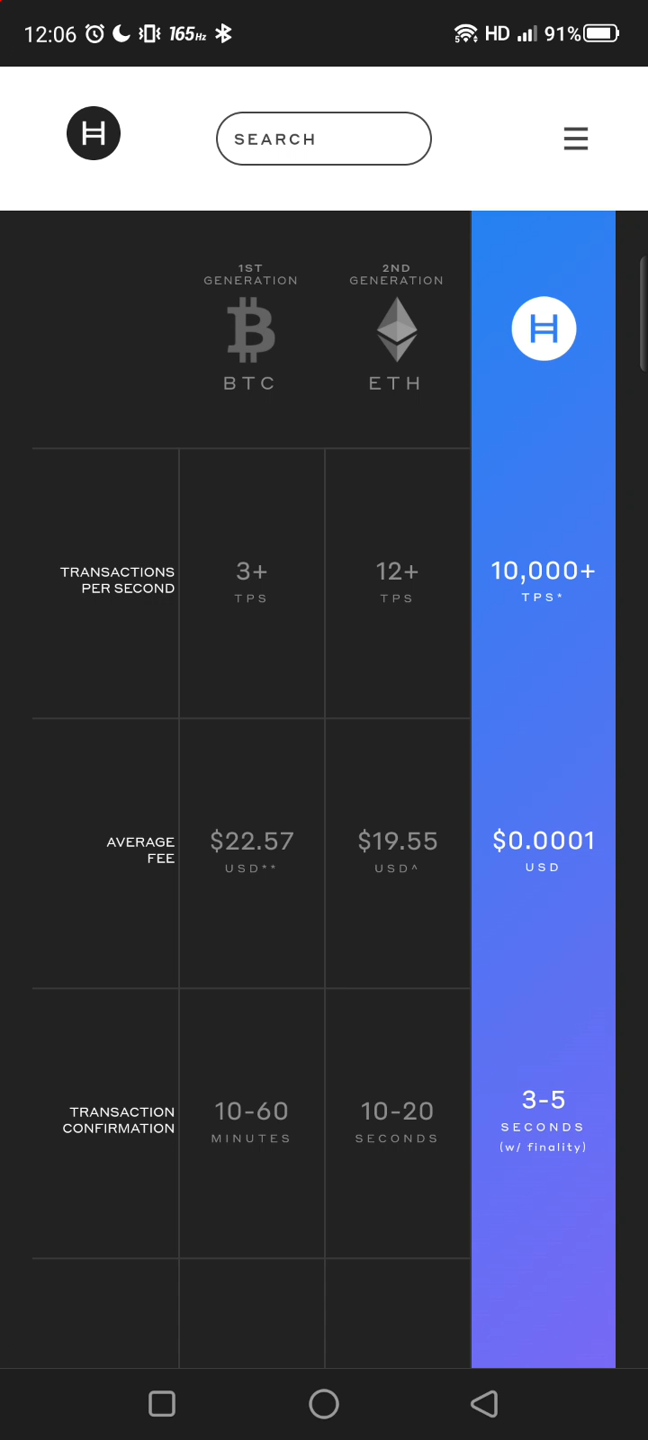 12:06 165Hz HD 91%
SEARCH
1ST
GENERATION
BTC
2ND
GENERATION
ETH
TRANSACTIONS
PER SECOND
3+
TPS
12+
TPS
10,000+
TPS*
AVERAGE
FEE
$22.57
USD**
$19.55
USD^
$0.0001
USD
TRANSACTION
CONFIRMATION
10-60
MINUTES
10-20
SECONDS
3-5
SECONDS
(w/ finality)